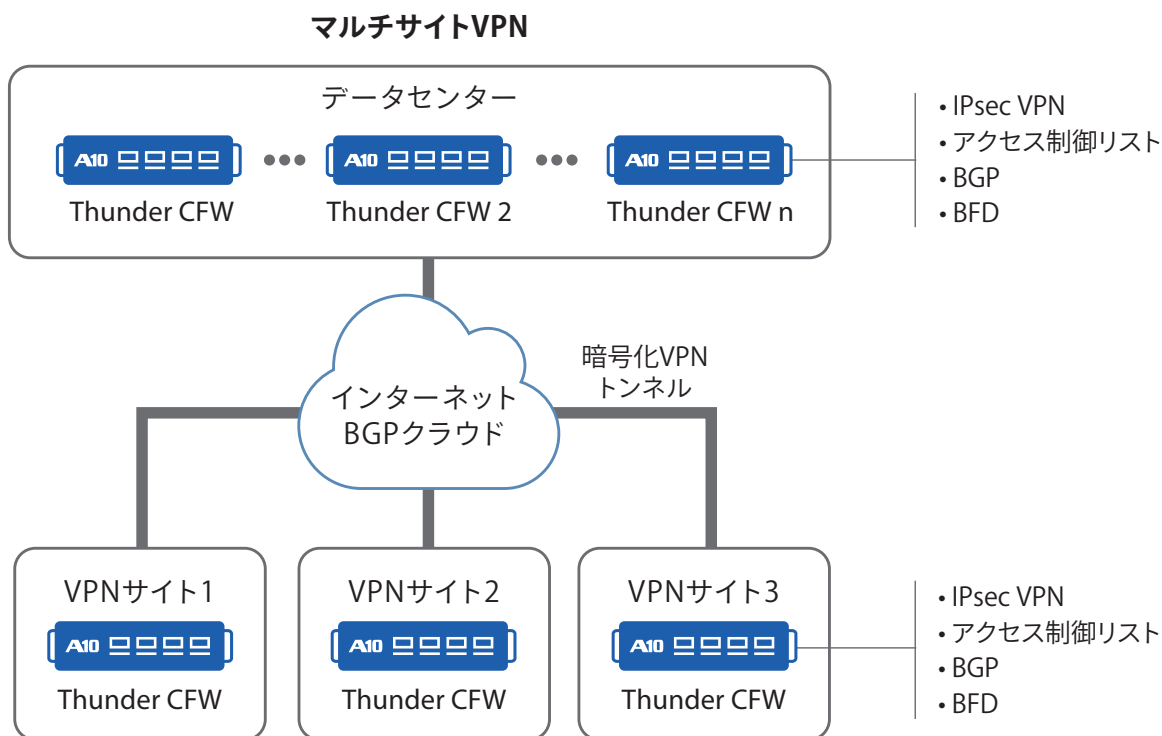 マルチサイトVPN
データセンター
A10
A10
A10
Thunder CFW
Thunder CFW 2
Thunder CFW n
• IPsec VPN
• アクセス制御リスト
• BGP
• BFD
暗号化VPN
トンネル
インターネット
BGPクラウド
VPNサイト1
A10
Thunder CFW
VPNサイト2
A10
Thunder CFW
VPNサイト3
A10
Thunder CFW
• IPsec VPN
• アクセス制御リスト
• BGP
• BFD